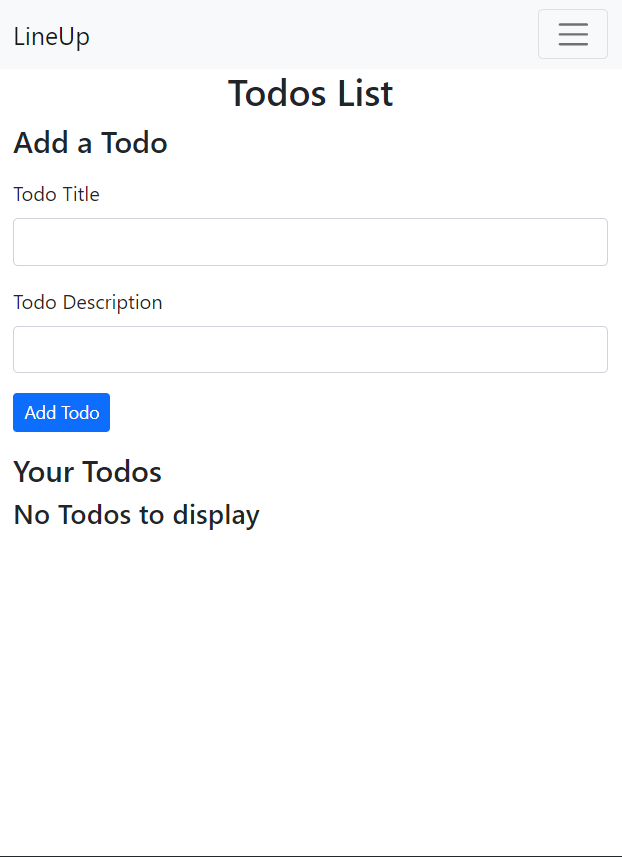 LineUp
Todos List
Add a Todo
Todo Title
Todo Description
Add Todo
Your Todos
No Todos to display